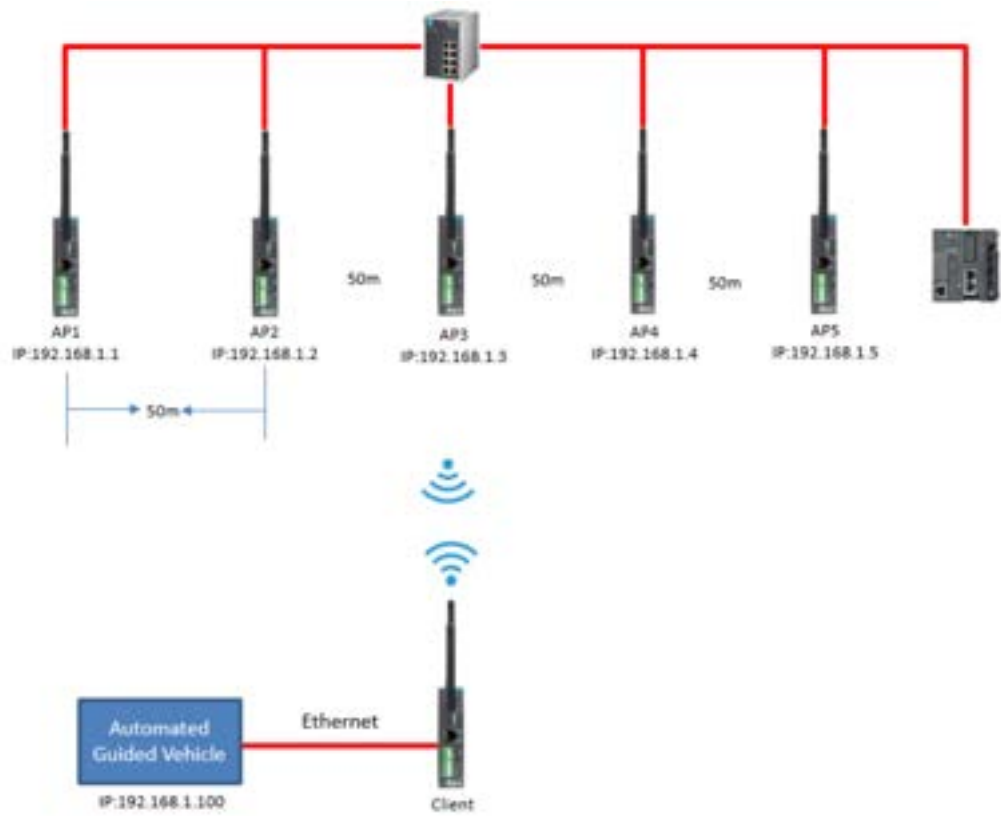 50m
50m
50m
AP1
AP2
AP3
AP4
AP5
IP:192.168.1.1
IP:192.168.1.2
IP:192.168.1.3
IP:192.168.1.4
IP:192.168.1.5
50m
Ethernet
Automated
Guided Vehicle
IP:192.168.1.100
Client